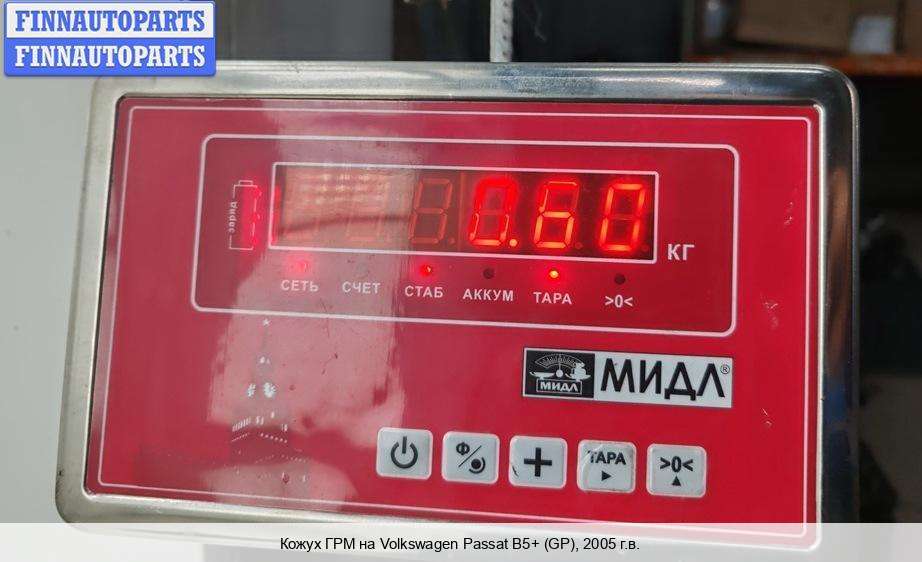 FINNAUTOPARTS
FINNAUTOPARTS
заряд
0.60
КГ
СЕТЬ СЧЕТ СТАБ АККУМ ТАРА >0<
МИДЛ МИДЛ®
Ф/ + ТАРА >0<
Кожух ГРМ на Volkswagen Passat B5+ (GP), 2005 г.в.